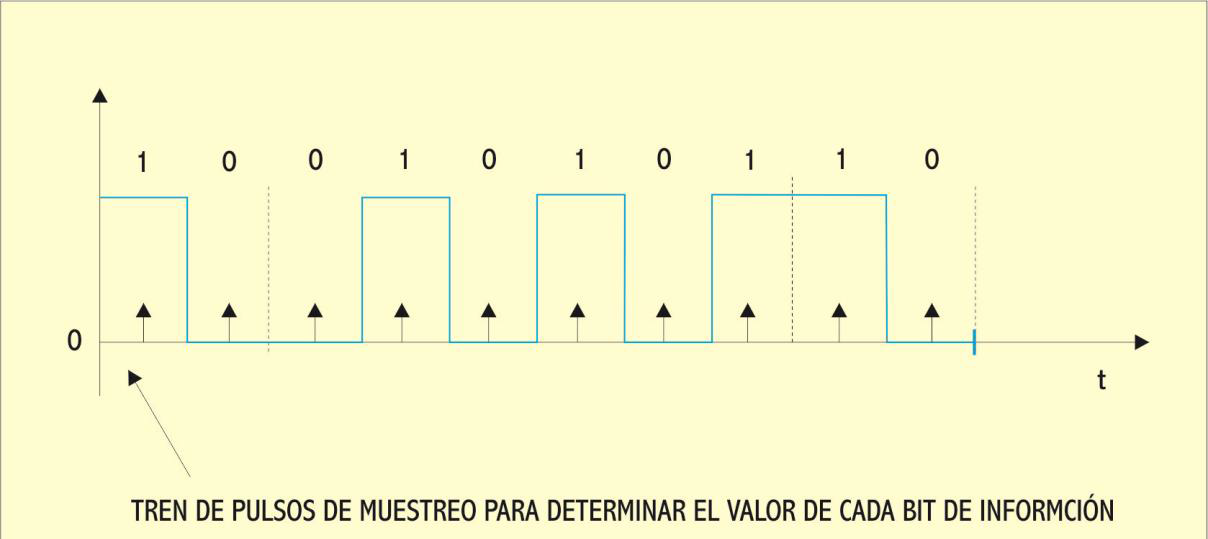 1 0 0 1 0 1 0 1 1 0
0
t
TREN DE PULSOS DE MUESTREO PARA DETERMINAR EL VALOR DE CADA BIT DE INFORMCIÓN